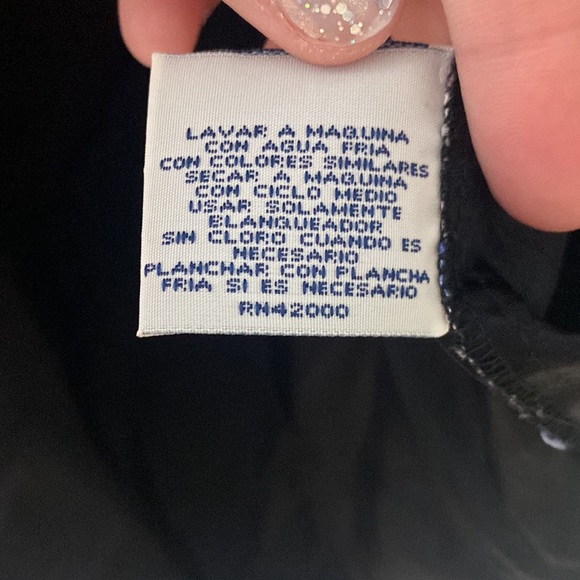 LAVAR A MAQUINA
CON AGUA FRIA
CON COLORES SIMILARES
SECAR A MAQUINA
CON CICLO MEDIO
USAR SOLAMENTE
BLANQUEADOR
SIN CLORO CUANDO ES
NECESARIO
PLANCHAR CON PLANCHA
FRIA SI ES NECESARIO
RN42000